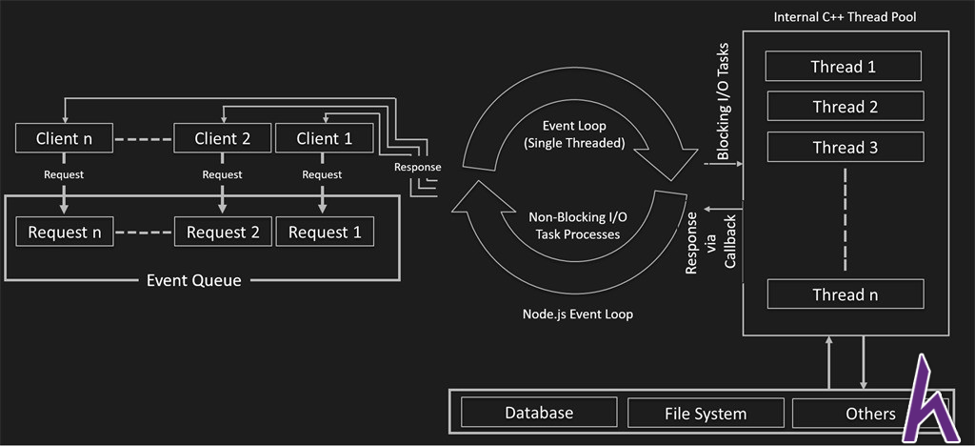 Internal C++ Thread Pool
Client n
Client 2
Client 1
Request
Request
Request
Response
Request n
Request 2
Request 1
Event Queue
Event Loop
(Single Threaded)
Non-Blocking I/O
Task Processes
Node.js Event Loop
Blocking I/O Tasks
Response
via
Callback
Thread 1
Thread 2
Thread 3
Thread n
Database
File System
Others